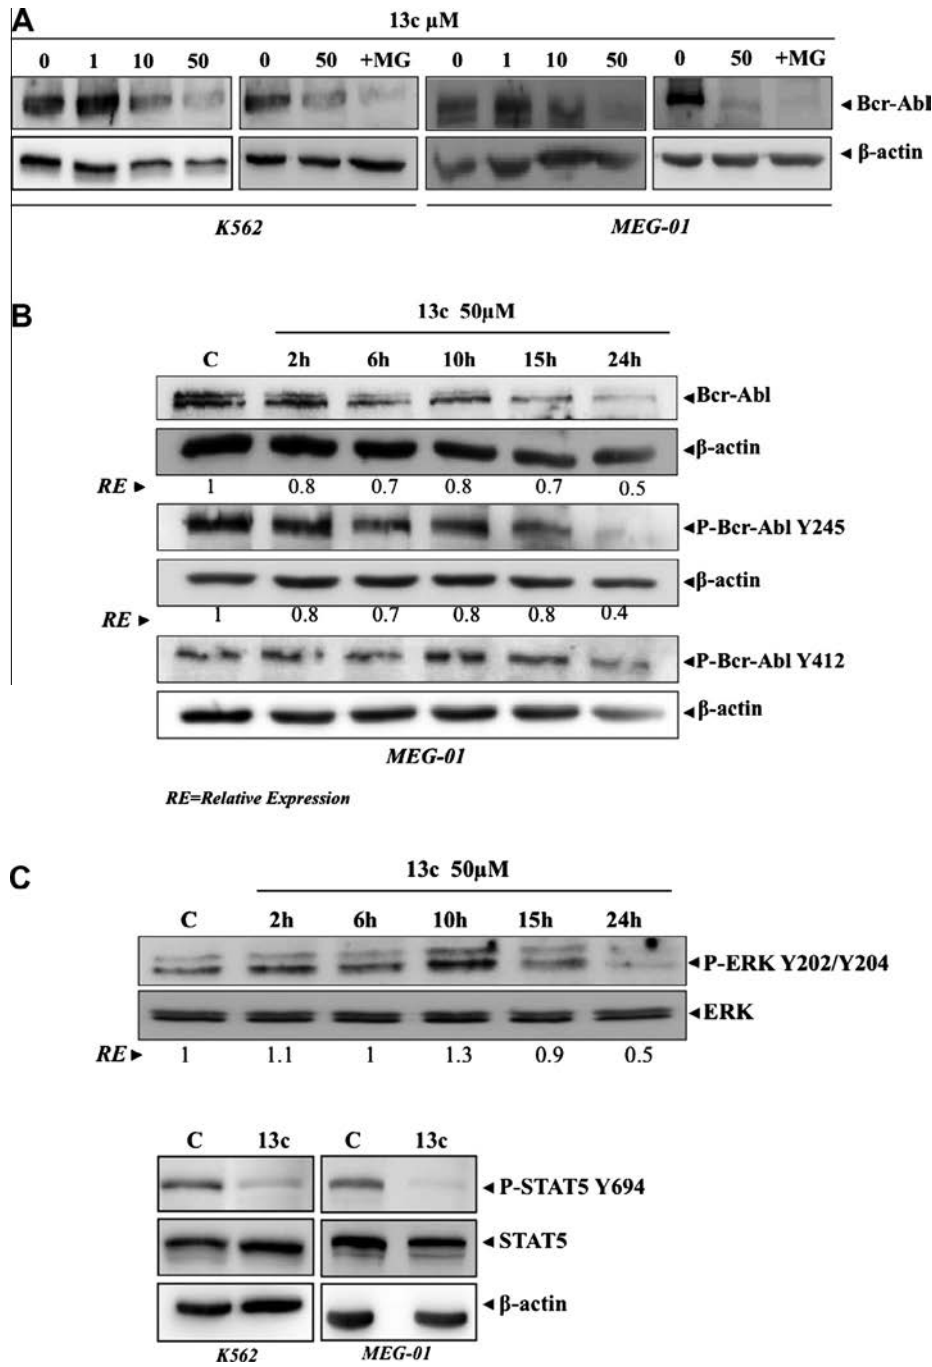 A
13c µM
0 1 10 50 0 50 +MG 0 1 10 50 0 50 +MG
Bcr-Abl
β-actin
K562 MEG-01
B
13c 50µM
C 2h 6h 10h 15h 24h
Bcr-Abl
β-actin
RE 1 0.8 0.7 0.8 0.7 0.5
P-Bcr-Abl Y245
β-actin
RE 1 0.8 0.7 0.8 0.8 0.4
P-Bcr-Abl Y412
β-actin
MEG-01
RE=Relative Expression
C
13c 50µM
C 2h 6h 10h 15h 24h
P-ERK Y202/Y204
ERK
RE 1 1.1 1 1.3 0.9 0.5
C 13c C 13c
P-STAT5 Y694
STAT5
β-actin
K562 MEG-01